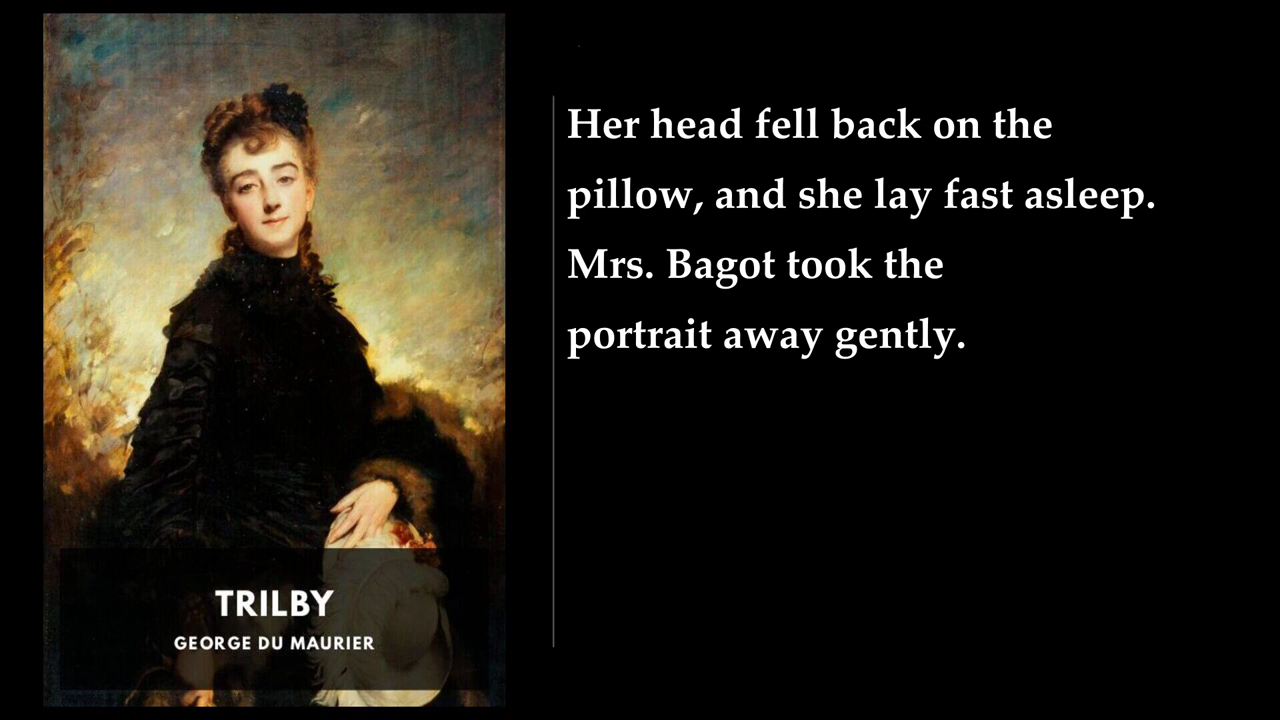 TRILBY
GEORGE DU MAURIER
Her head fell back on the
pillow, and she lay fast asleep.
Mrs. Bagot took the
portrait away gently.